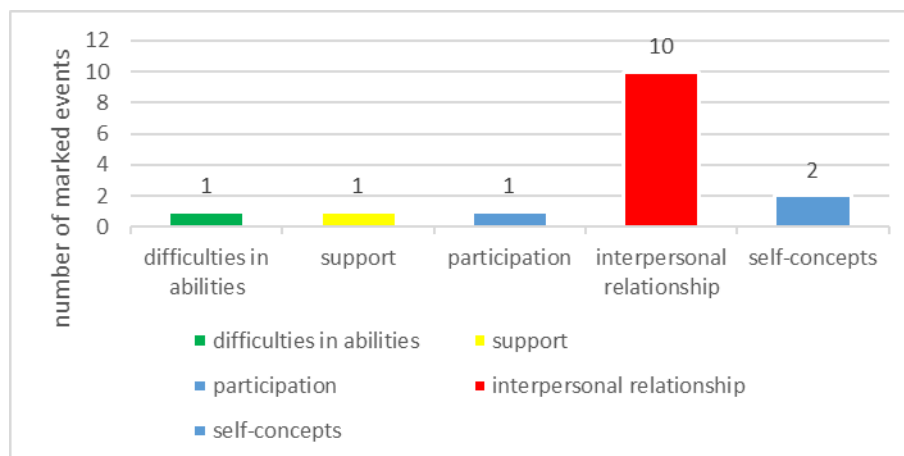 number of marked events
12
10
8
6
4
2
0
1
1
1
10
2
difficulties in
abilities
support
participation
interpersonal
relationship
self-concepts
difficulties in abilities
support
participation
interpersonal relationship
self-concepts